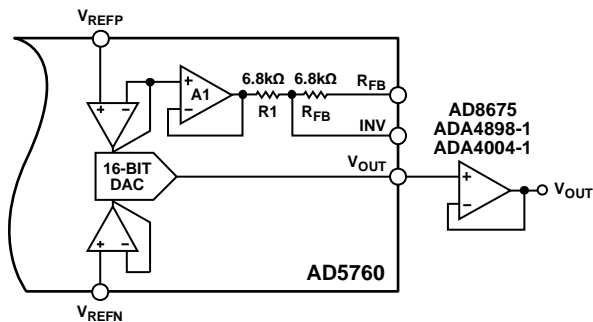 VREFP
6.8kΩ 6.8kΩ
RFB
A1
R1 RFB
INV
AD8675
ADA4898-1
ADA4004-1
16-BIT
DAC
VOUT
VOUT
AD5760
VREFN